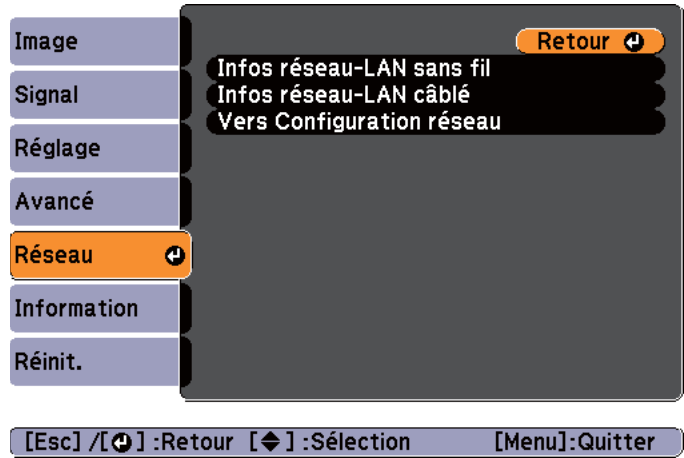 Image
Signal
Réglage
Avancé
Réseau
Information
Réinit.
Retour
Infos réseau-LAN sans fil
Infos réseau-LAN câblé
Vers Configuration réseau
[Esc] /[⏎] :Retour [◆] :Sélection [Menu]:Quitter